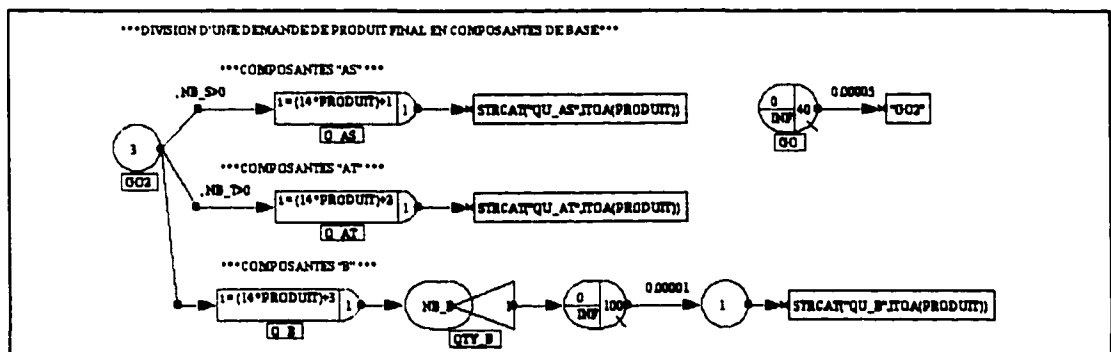 ***DIVISION D'UNE DEMANDE DE PRODUIT FINAL EN COMPOSANTES DE BASE***
***COMPOSANTES "AS"****
,NB_S>0
i=(14*PRODUIT)+1
1
STRCAT("QU_AS",ITOA(PRODUIT))
Q_AS
0
INF
40
GO
0.00005
"GO2"
3
GO2
***COMPOSANTES "AT"****
,NB_T>0
i=(14*PRODUIT)+2
1
STRCAT("QU_AT",ITOA(PRODUIT))
Q_AT
***COMPOSANTES "B"****
i=(14*PRODUIT)+3
1
Q_B
NB_B
QTY_B
0
INF
100
0.00001
1
STRCAT("QU_B",ITOA(PRODUIT))